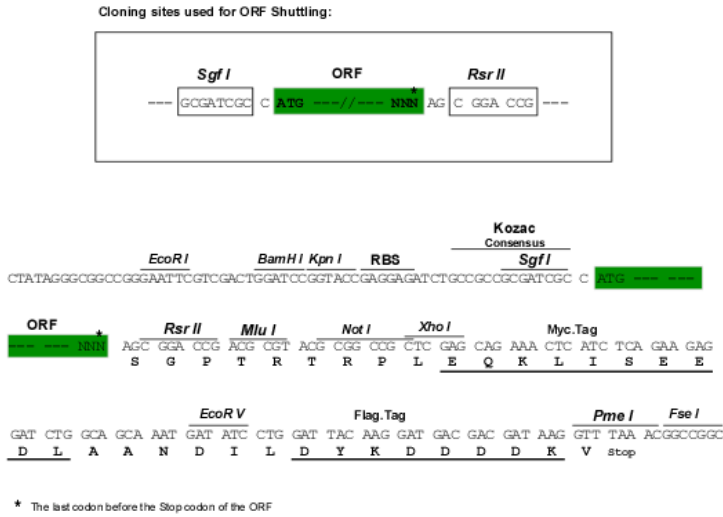 Cloning sites used for ORF Shuttling:
Sgf I ORF Rsr II
*
--- GCGATCGC C ATG ---//--- NNN AG C GGA CCG ---
Kozac
Consensus
EcoR I BamH I Kpn I RBS Sgf I
CTATAGGGCGGCCGGGAATTCGTCGACTGGATCCGGTACCGAGGAGATCTGCCGCCGCGATCGC C ATG --- ---
ORF * Rsr II Mlu I Not I Xho I Myc.Tag
--- --- NNN AGC GGA CCG ACG CGT ACG CGG CCG CTC GAG CAG AAA CTC ATC TCA GAA GAG
S G P T R T R P L E Q K L I S E E
EcoR V Flag.Tag Pme I Fse I
GAT CTG GCA GCA AAT GAT ATC CTG GAT TAC AAG GAT GAC GAC GAT AAG GTT TAA ACGGCCGGC
D L A A N D I L D Y K D D D D K V Stop
* The last codon before the Stop codon of the ORF